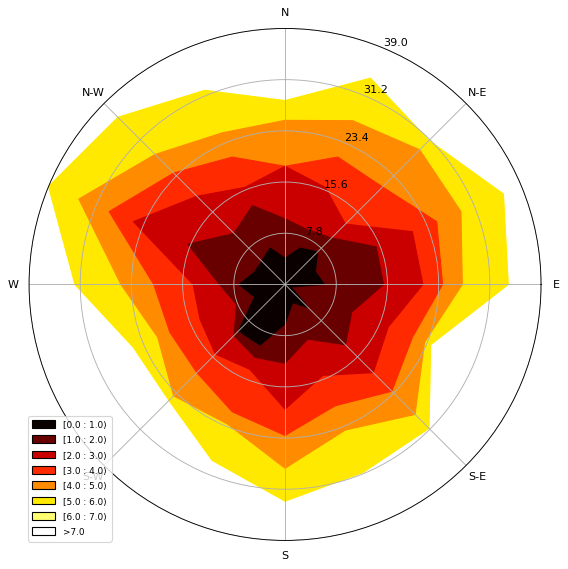 N
39.0
N-W
31.2
N-E
23.4
15.6
7.8
W
E
[0.0 : 1.0)
[1.0 : 2.0)
[2.0 : 3.0)
[3.0 : 4.0)
S-W
S-E
[4.0 : 5.0)
[5.0 : 6.0)
[6.0 : 7.0)
>7.0
S